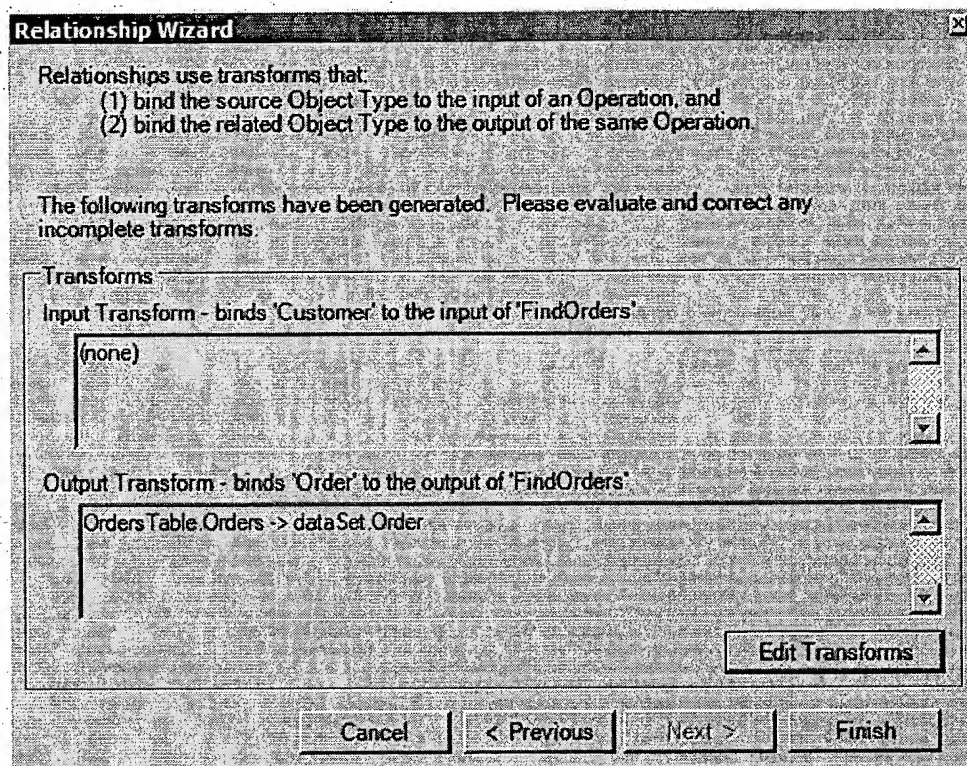 Relationship Wizard
Relationships use transforms that:
(1) bind the source Object Type to the input of an Operation, and
(2) bind the related Object Type to the output of the same Operation.
The following transforms have been generated. Please evaluate and correct any
incomplete transforms.
Transforms
Input Transform - binds 'Customer' to the input of 'FindOrders'
(none)
Output Transform - binds 'Order' to the output of 'FindOrders'
OrdersTable.Orders -> dataSet.Order
Edit Transforms
Cancel
< Previous
Next >
Finish